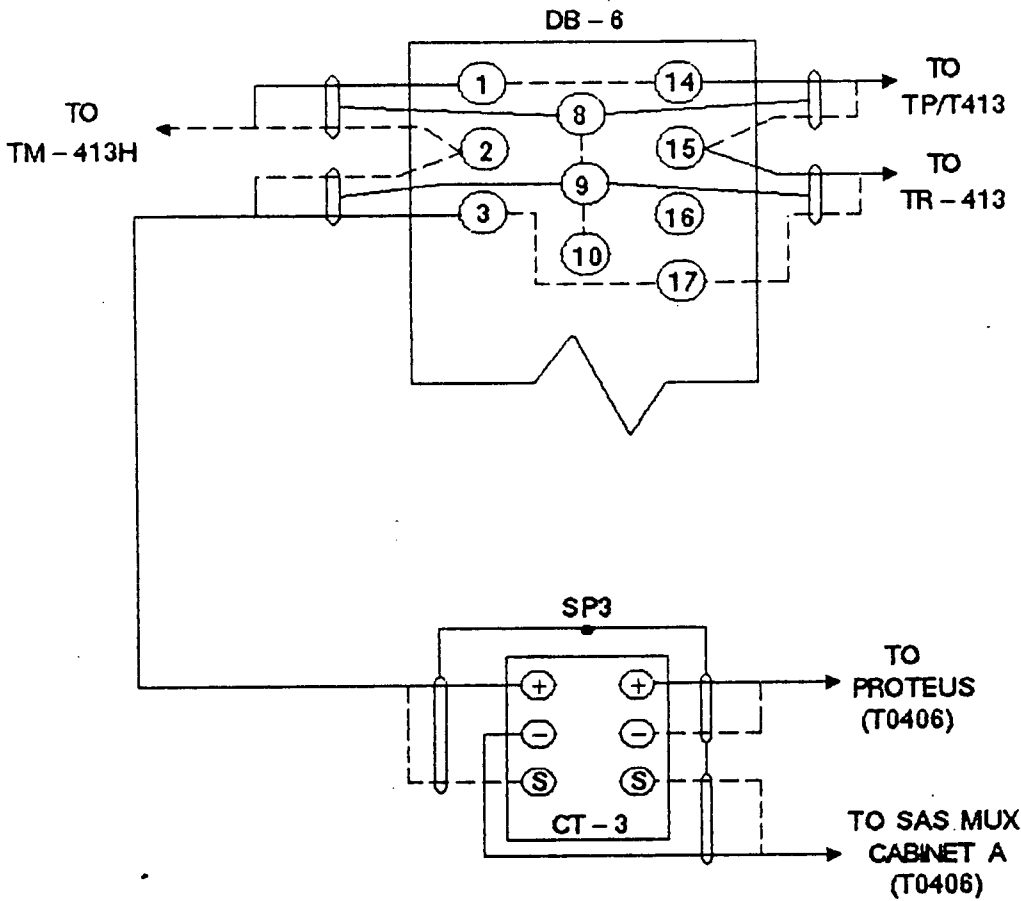 DB - 6
1
14
TO
TP/T413
8
TO
TM - 413H
2
15
9
TO
TR - 413
3
16
10
17
SP3
+
+
TO
PROTEUS
(T0406)
-
-
S
S
CT - 3
TO SAS MUX
CABINET A
(T0406)